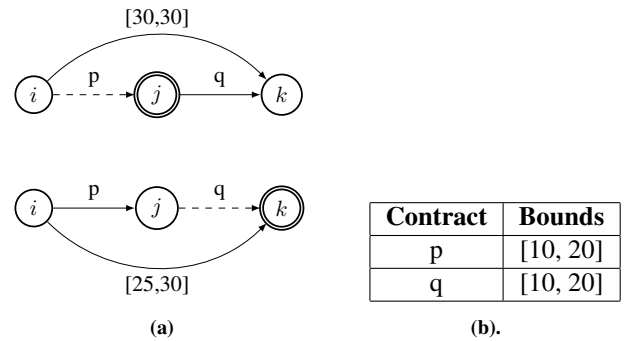 [30,30]
p q
i j k
p q
i j k
[25,30]
Contract Bounds
p [10, 20]
q [10, 20]
(a) (b).